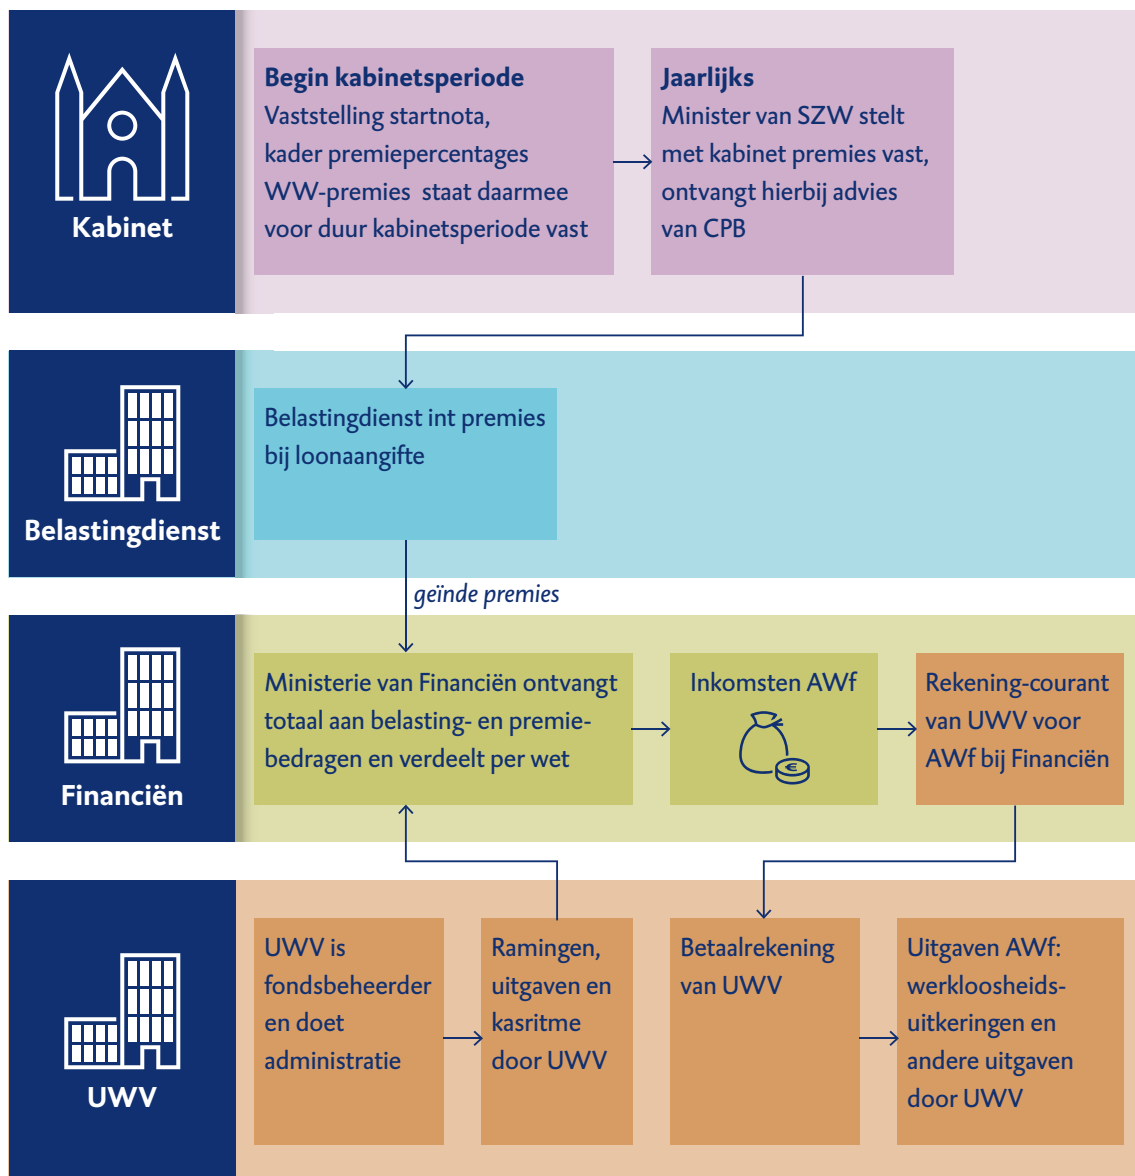 Kabinet
Begin kabinetsperiode
Vaststelling startnota,
kader premiepercentages
WW-premies staat daarmee
voor duur kabinetsperiode vast
Jaarlijks
Minister van SZW stelt
met kabinet premies vast,
ontvangt hierbij advies
van CPB
Belastingdienst
Belastingdienst int premies
bij loonaangifte
geïnde premies
Financiën
Ministerie van Financiën ontvangt
totaal aan belasting- en premie-
bedragen en verdeelt per wet
Inkomsten AWf
€
Rekening-courant
van UWV voor
AWf bij Financiën
UWV
UWV is
fondsbeheerder
en doet
administratie
Ramingen,
uitgaven en
kasritme
door UWV
Betaalrekening
van UWV
Uitgaven AWf:
werkloosheids-
uitkeringen en
andere uitgaven
door UWV